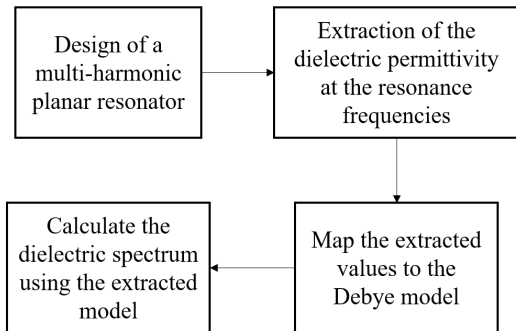 Design of a
multi-harmonic
planar resonator
Extraction of the
dielectric permittivity
at the resonance
frequencies
Map the extracted
values to the
Debye model
Calculate the
dielectric spectrum
using the extracted
model